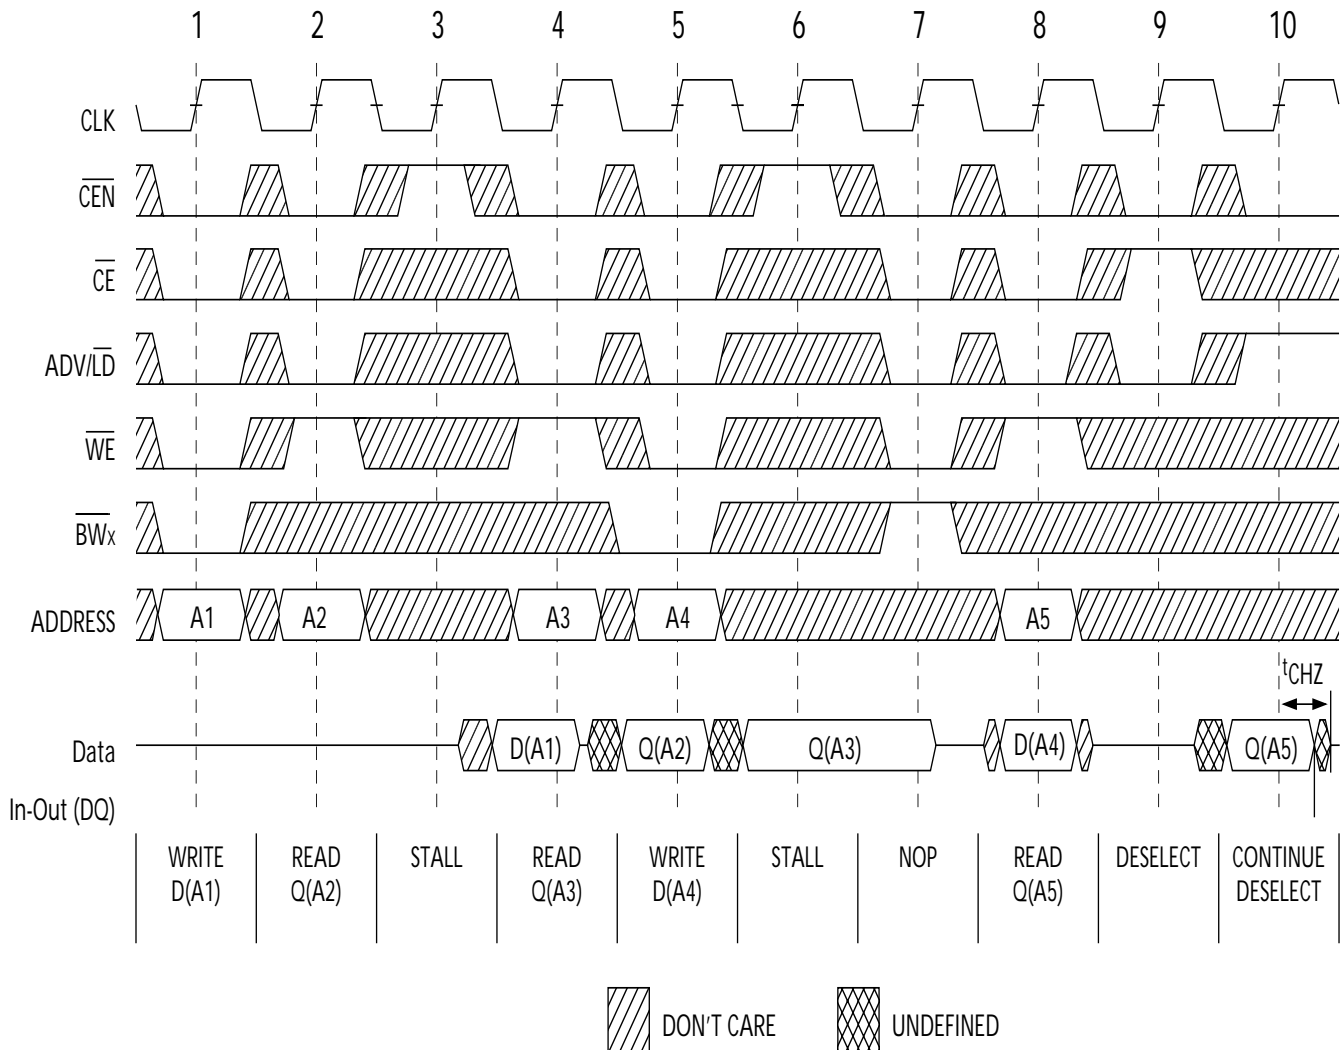 1 2 3 4 5 6 7 8 9 10
CLK
CEN
CE
ADV/LD
WE
BWx
ADDRESS A1 A2 A3 A4 A5
tCHZ
Data D(A1) Q(A2) Q(A3) D(A4) Q(A5)
In-Out (DQ)
WRITE READ STALL READ WRITE STALL NOP READ DESELECT CONTINUE
D(A1) Q(A2) Q(A3) D(A4) Q(A5) DESELECT
DON'T CARE UNDEFINED